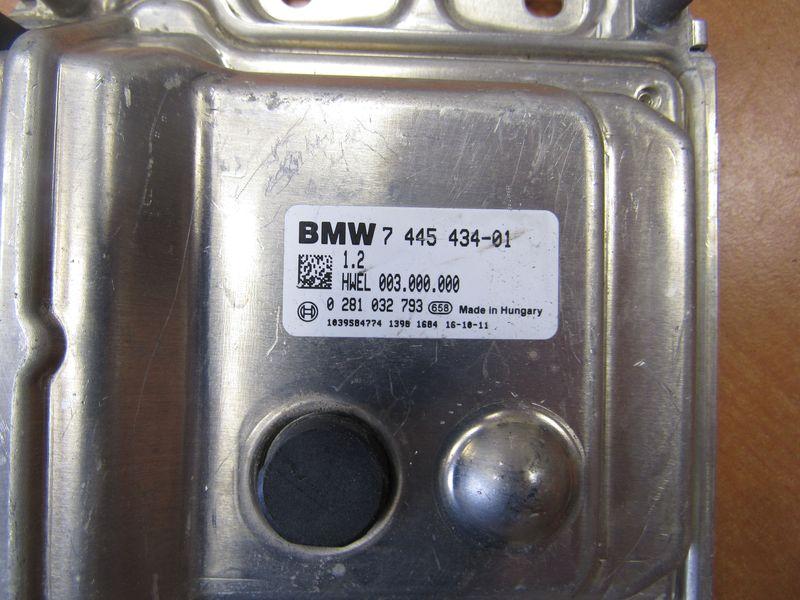 BMW 7 445 434-01
1.2
HWEL 003.000.000
0 281 032 793 658 Made in Hungary
1039S84774 1398 1684 16-10-11